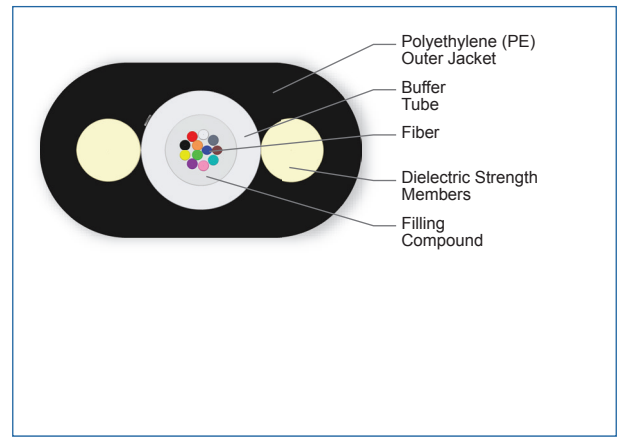 Polyethylene (PE)
Outer Jacket
Buffer
Tube
Fiber
Dielectric Strength
Members
Filling
Compound